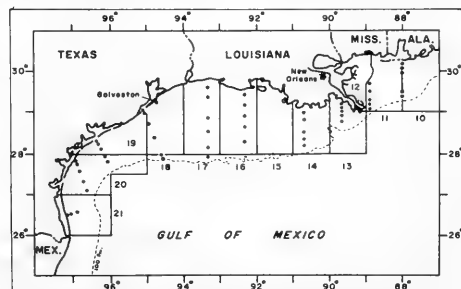 96° 94° 92° 90° 88°
TEXAS LOUISIANA MISS. ALA.
30° 30°
New Orleans
Galveston
12
11 10
19
28° 28°
18 17 16 15 14 13
20
21
26° 26°
MEX. GULF OF MEXICO
96° 94° 92° 90° 88°